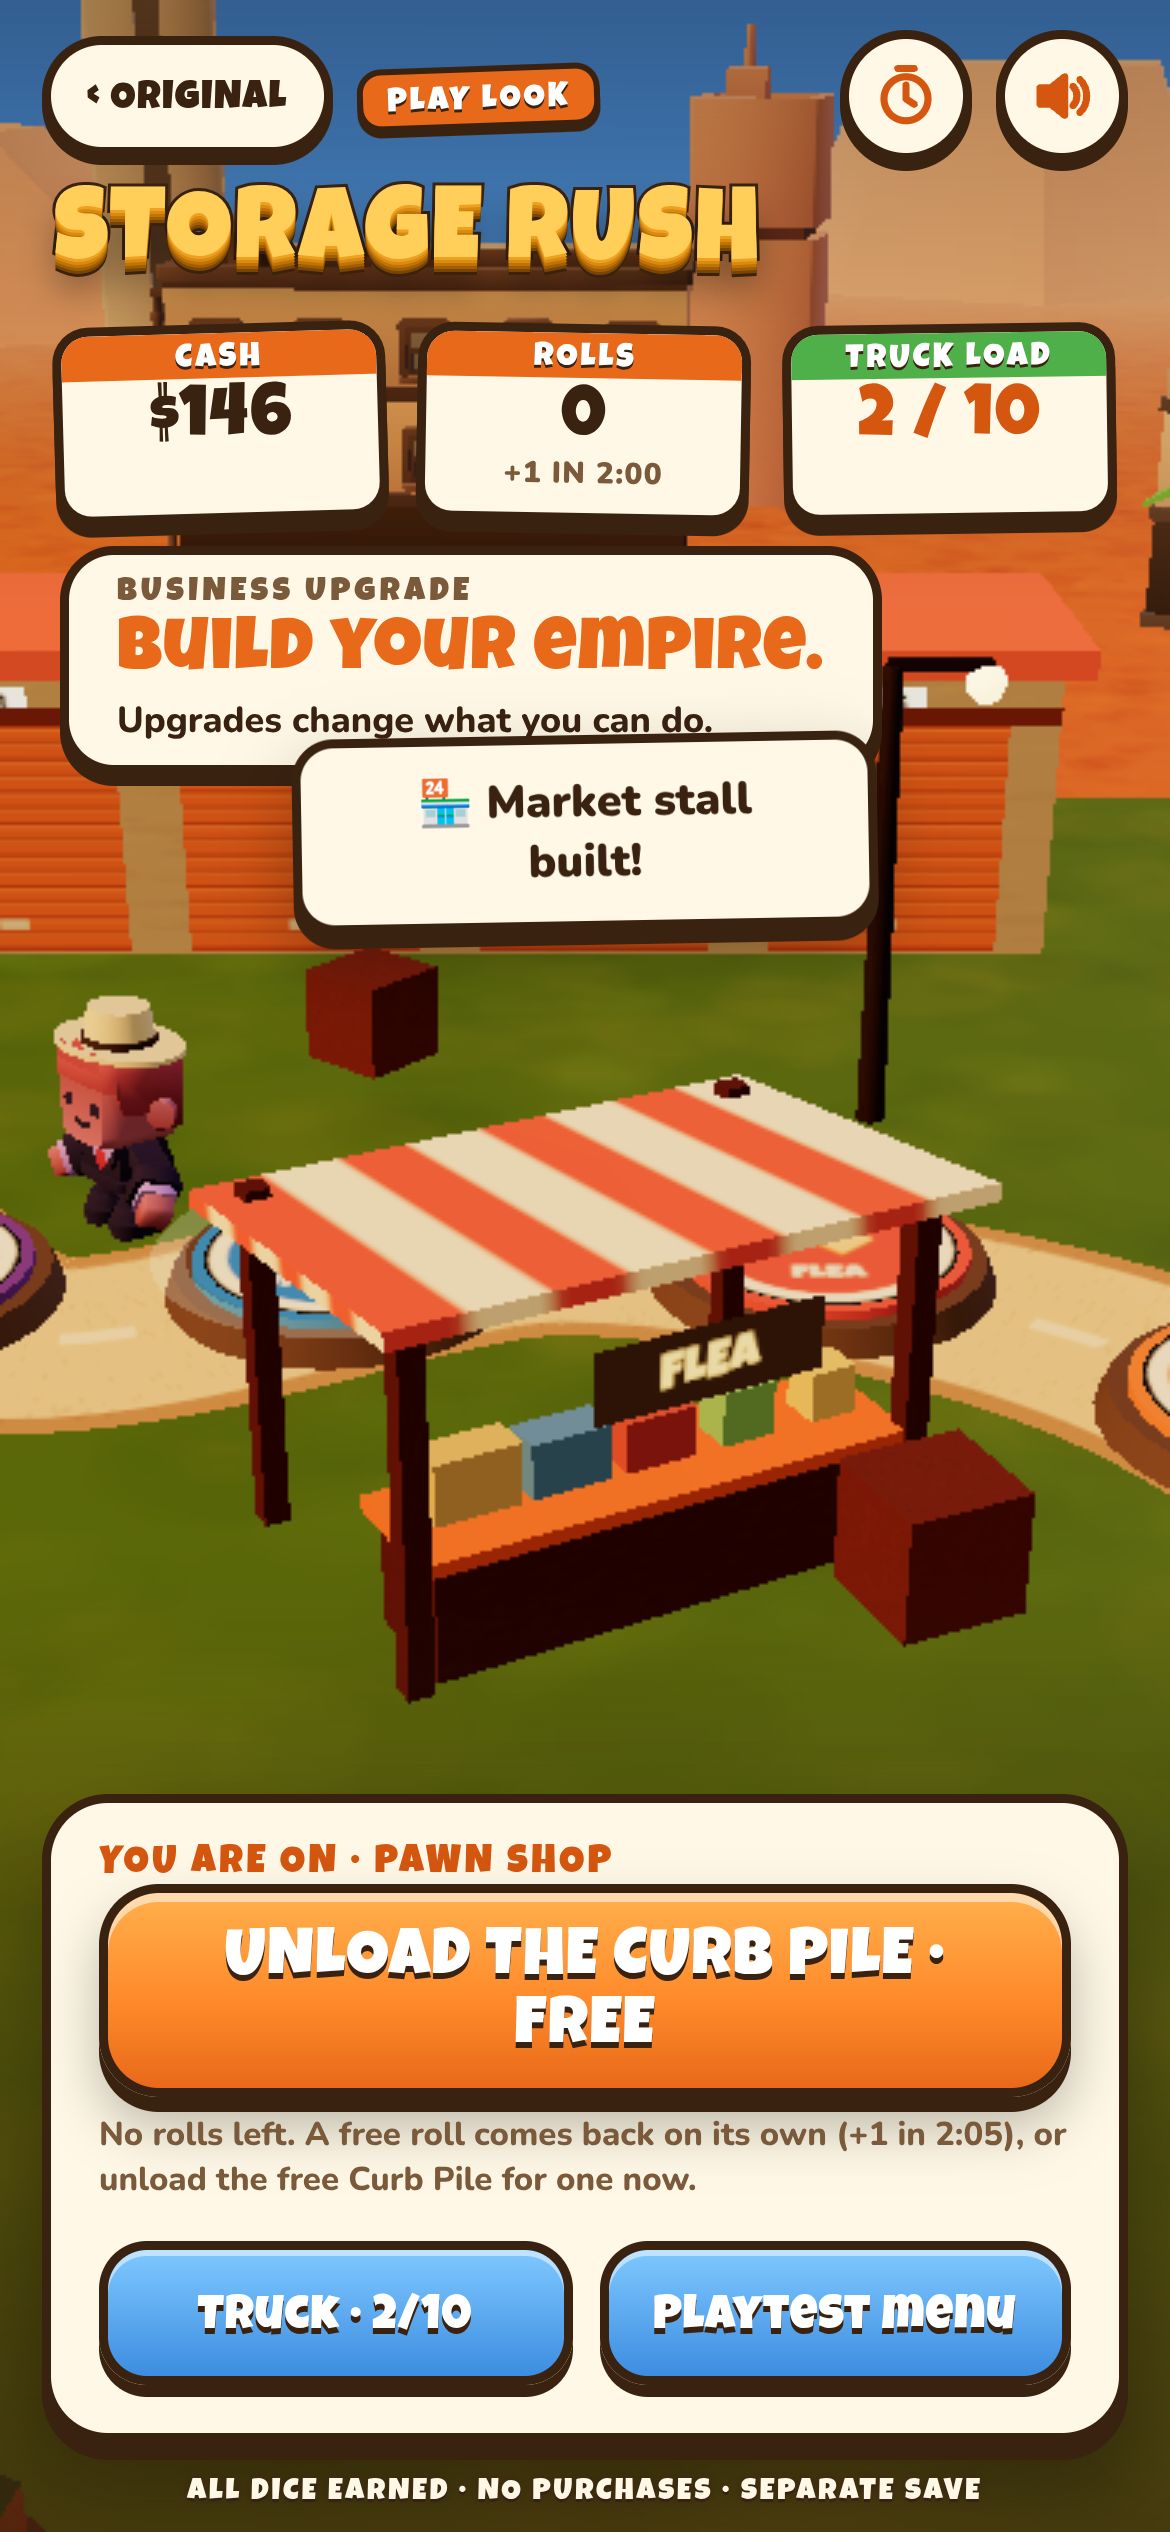 ‹ ORIGINAL
PLAY LOOK
STORAGE RUSH
CASH
$146
ROLLS
0
+1 IN 2:00
TRUCK LOAD
2 / 10
BUSINESS UPGRADE
BUILD YOUR EMPIRE.
Upgrades change what you can do.
24
Market stall
built!
FLEA
FLEA
YOU ARE ON · PAWN SHOP
UNLOAD THE CURB PILE ·
FREE
No rolls left. A free roll comes back on its own (+1 in 2:05), or
unload the free Curb Pile for one now.
TRUCK · 2/10
PLAYTEST MENU
ALL DICE EARNED · NO PURCHASES · SEPARATE SAVE